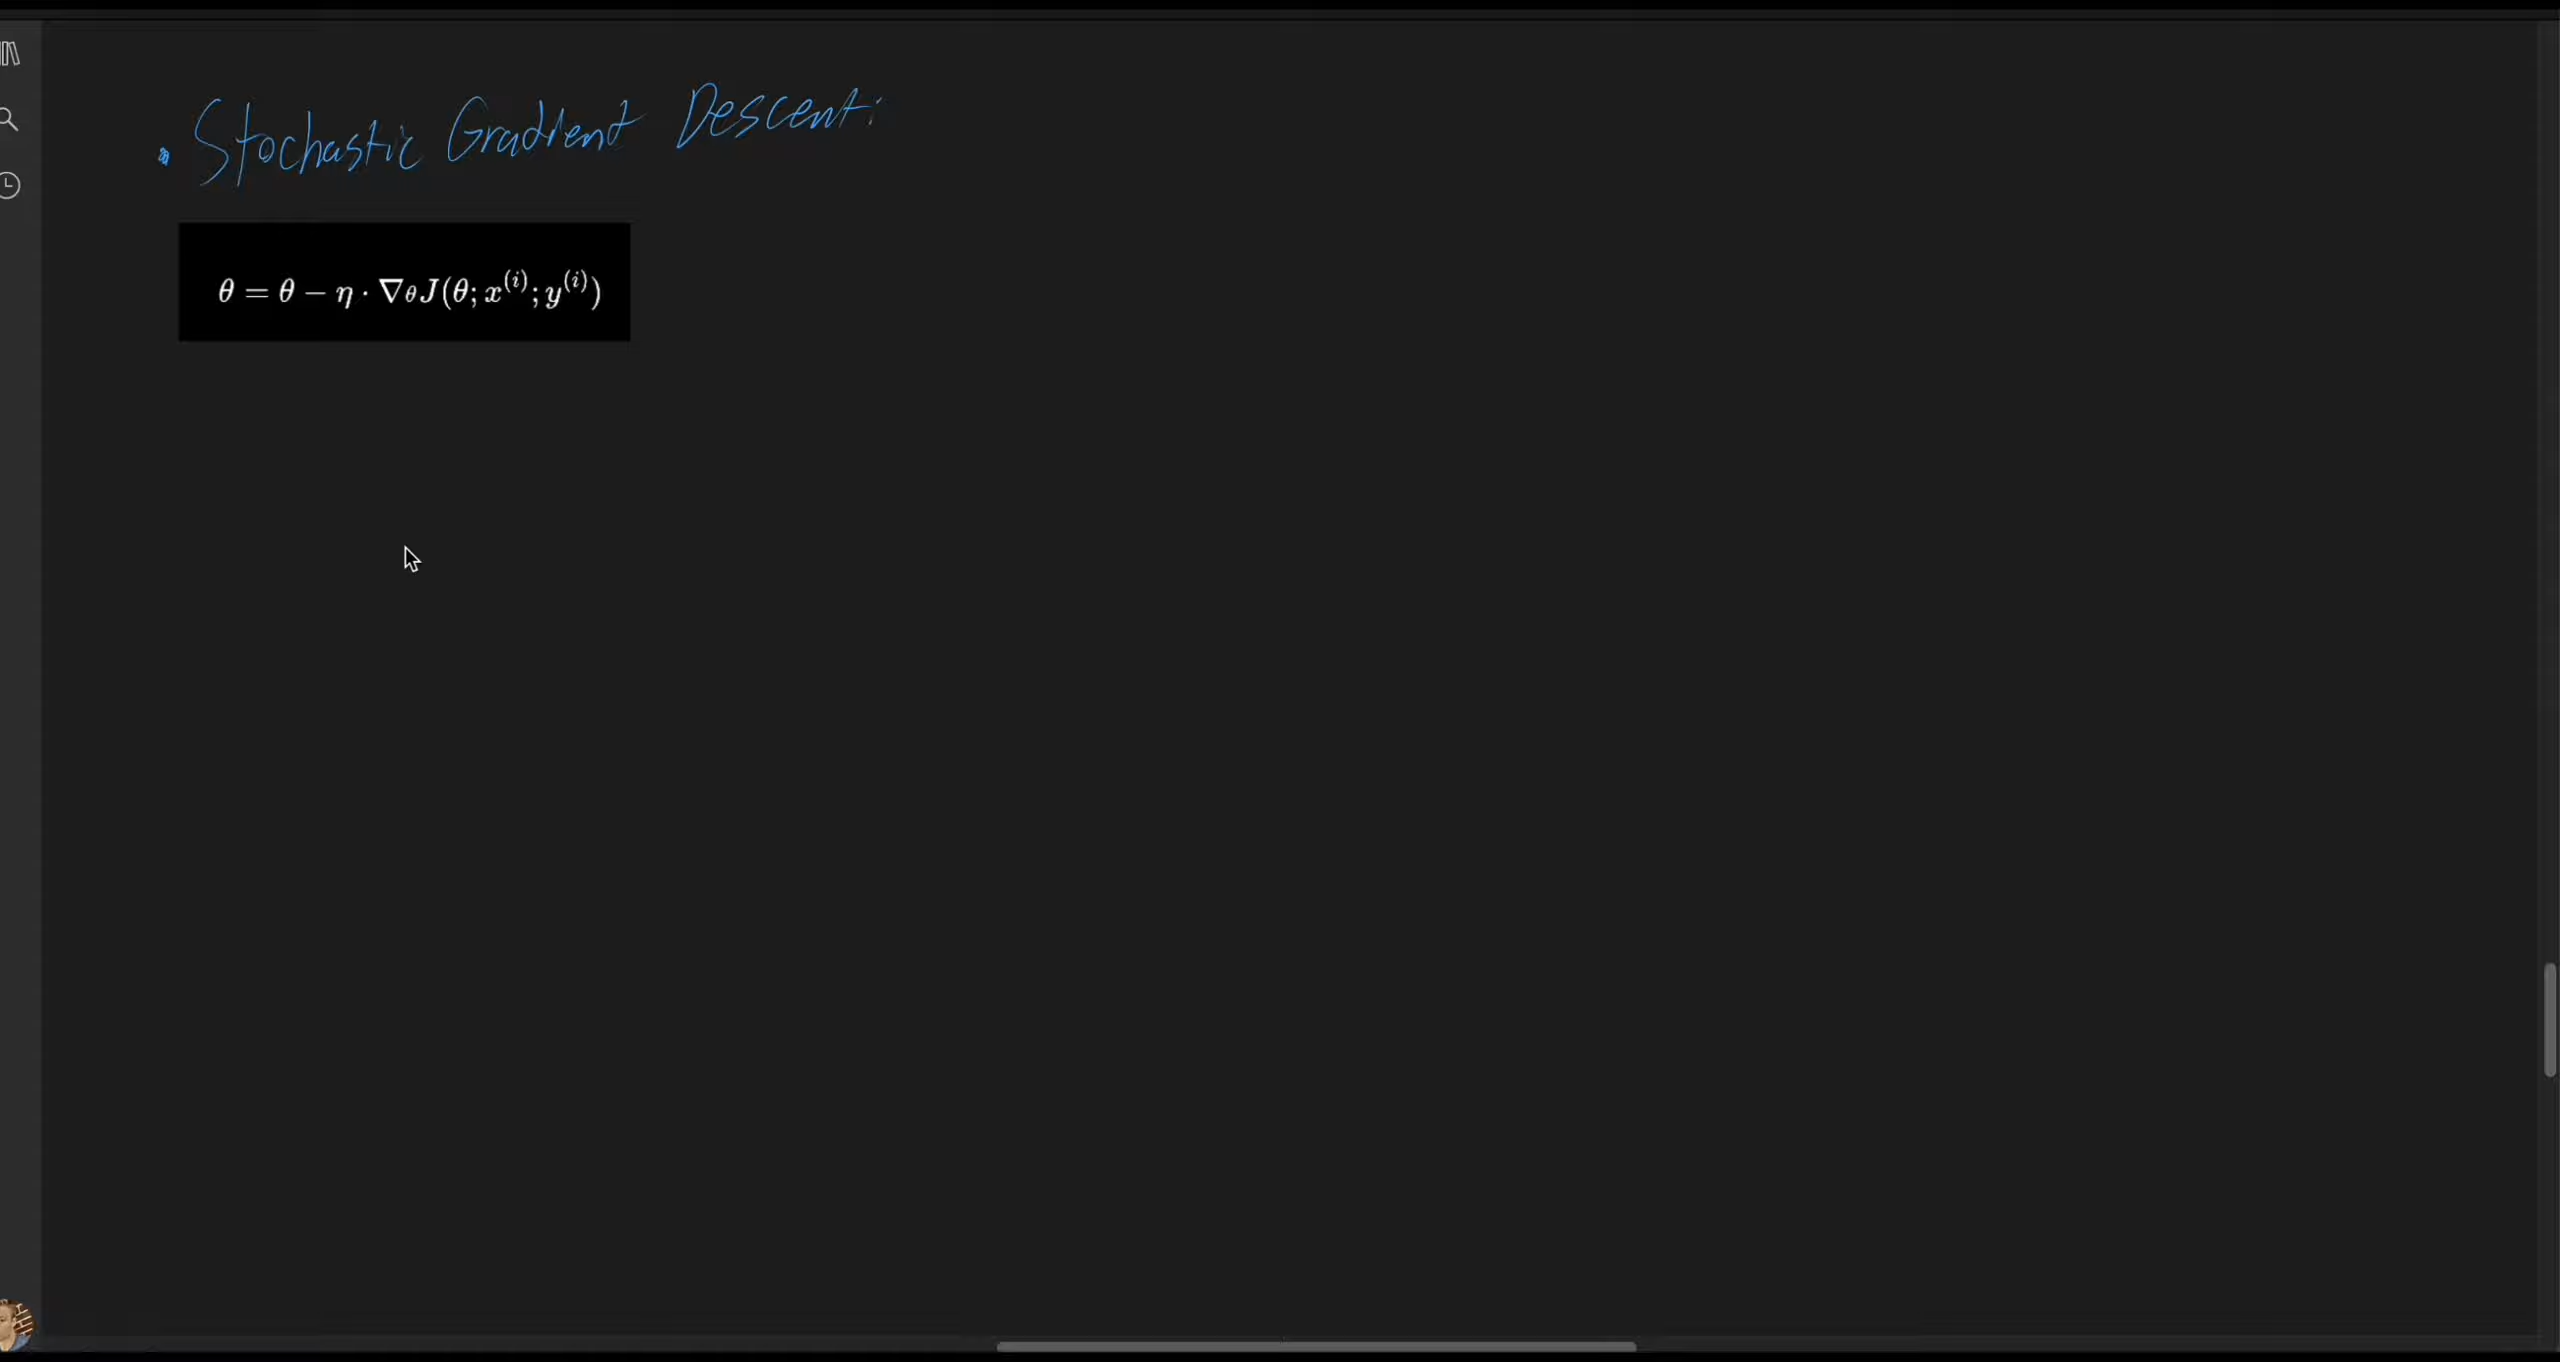 • Stochastic Gradient Descent:
θ = θ − η · ∇θJ(θ; x⁽ⁱ⁾; y⁽ⁱ⁾)